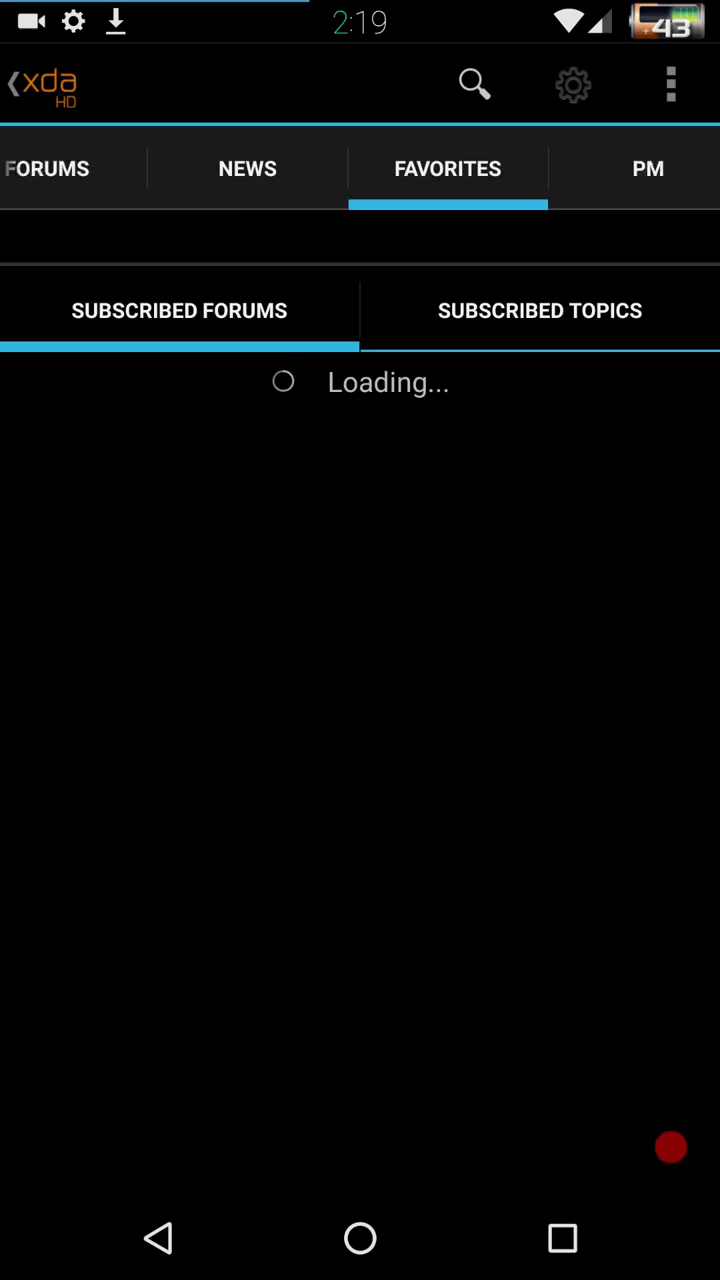 2:19
43
xda
HD
FORUMS
NEWS
FAVORITES
PM
SUBSCRIBED FORUMS
SUBSCRIBED TOPICS
Loading...